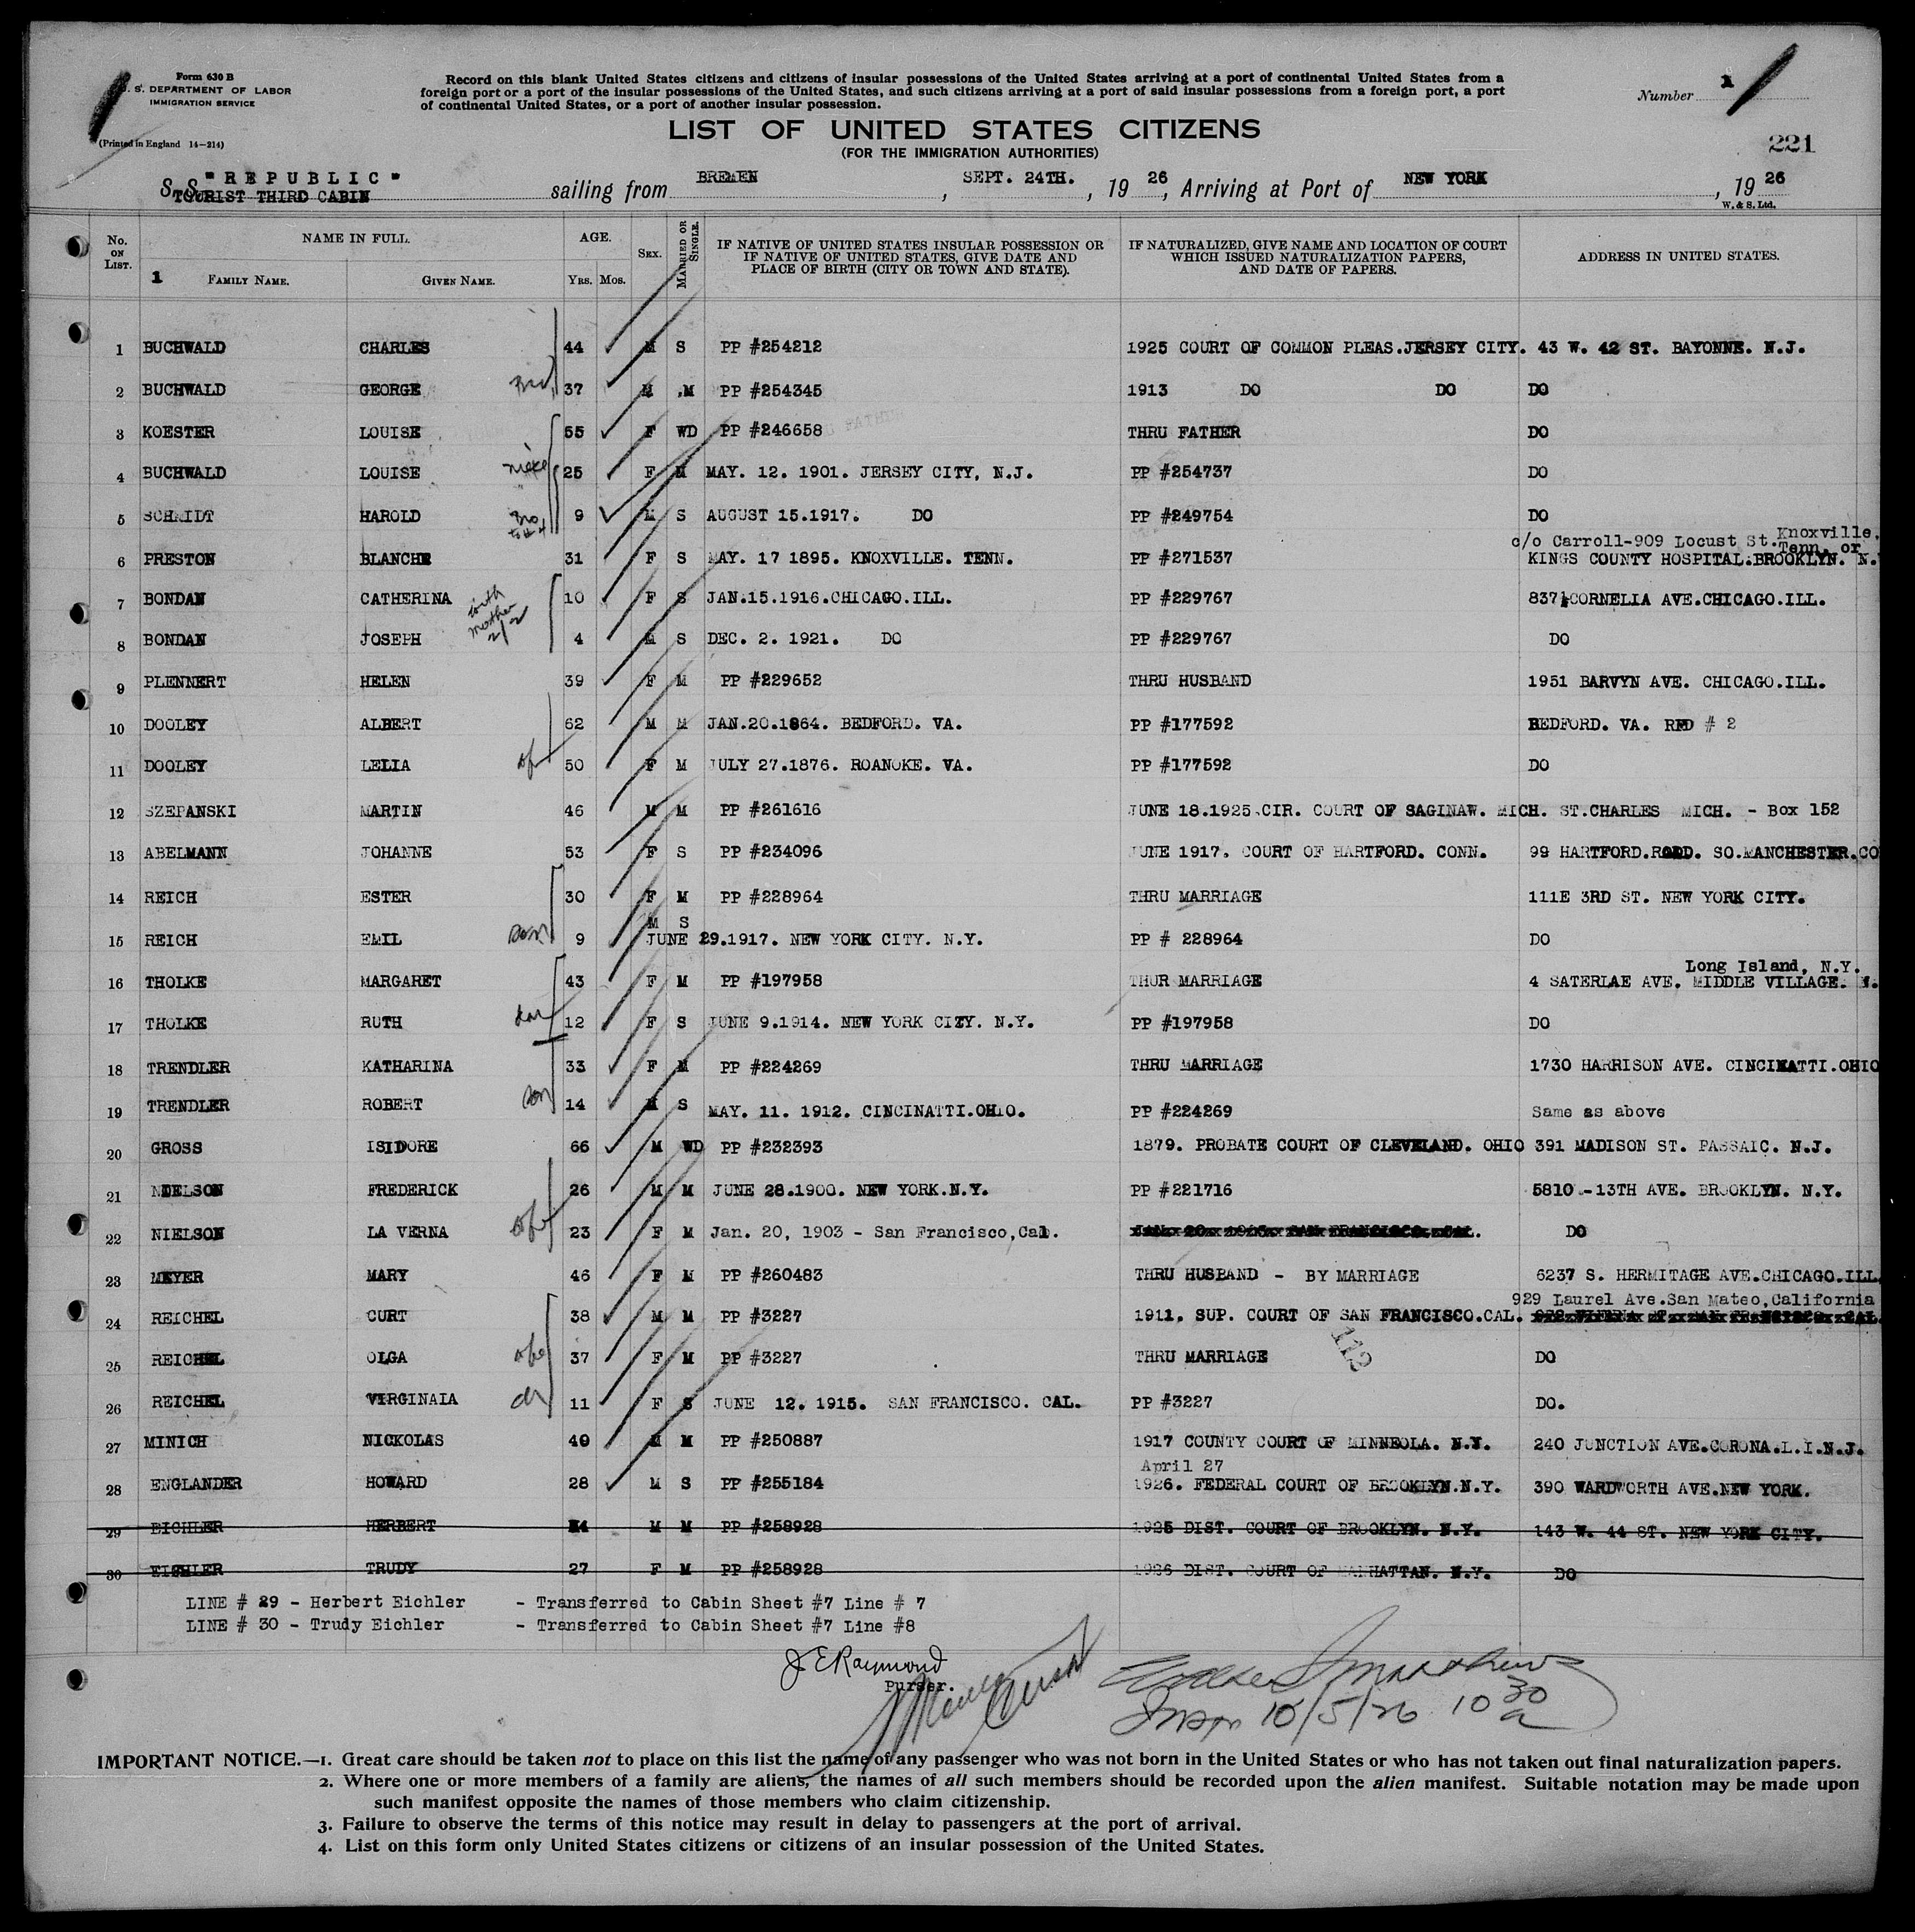 Form 630 B
S. DEPARTMENT OF LABOR
IMMIGRATION SERVICE
(Printed in England 14-214)
Record on this blank United States citizens and citizens of insular possessions of the United States arriving at a port of continental United States from a
foreign port or a port of the insular possessions of the United States, and such citizens arriving at a port of said insular possessions from a foreign port, a port
of continental United States, or a port of another insular possession.
Number 1
LIST OF UNITED STATES CITIZENS
(FOR THE IMMIGRATION AUTHORITIES)
221
S.S. "REPUBLIC" sailing from BREMEN, SEPT. 24TH., 1926, Arriving at Port of NEW YORK, 1926
TOURIST THIRD CABIN
W. & S. Ltd.
No. ON LIST. NAME IN FULL. AGE. SEX. MARRIED OR SINGLE. IF NATIVE OF UNITED STATES INSULAR POSSESSION OR IF NATIVE OF UNITED STATES, GIVE DATE AND PLACE OF BIRTH (CITY OR TOWN AND STATE). IF NATURALIZED, GIVE NAME AND LOCATION OF COURT WHICH ISSUED NATURALIZATION PAPERS, AND DATE OF PAPERS. ADDRESS IN UNITED STATES.
1 FAMILY NAME. GIVEN NAME. YRS. MOS.
1 BUCHWALD CHARLES 44 M S PP #254212 1925 COURT OF COMMON PLEAS.JERSEY CITY. 43 W. 42 ST. BAYONNE. N.J.
2 BUCHWALD GEORGE Bro 37 M M PP #254345 1913 DO DO DO
3 KOESTER LOUISE 55 F WD PP #246658 THRU FATHER DO
4 BUCHWALD LOUISE niece 25 F M MAY. 12. 1901. JERSEY CITY, N.J. PP #254737 DO
5 SCHMIDT HAROLD Bro to #4 9 M S AUGUST 15.1917. DO PP #249754 DO
c/o Carroll-909 Locust St. Knoxville, Tenn. or
6 PRESTON BLANCHE 31 F S MAY. 17 1895. KNOXVILLE. TENN. PP #271537 KINGS COUNTY HOSPITAL.BROOKLYN. N.Y
7 BONDAN CATHERINA with mother 2/2 10 F S JAN.15.1916.CHICAGO.ILL. PP #229767 8371 CORNELIA AVE.CHICAGO.ILL.
8 BONDAN JOSEPH 4 M S DEC. 2. 1921. DO PP #229767 DO
9 PLENNERT HELEN 39 F M PP #229652 THRU HUSBAND 1951 BARVYN AVE. CHICAGO.ILL.
10 DOOLEY ALBERT 62 M M JAN.20.1864. BEDFORD. VA. PP #177592 BEDFORD. VA. RFD # 2
11 DOOLEY LELIA 50 F M JULY 27.1876. ROANOKE. VA. PP #177592 DO
12 SZEPANSKI MARTIN 46 M M PP #261616 JUNE 18.1925.CIR. COURT OF SAGINAW. MICH. ST.CHARLES MICH. - Box 152
13 ABELMANN JOHANNE 53 F S PP #234096 JUNE 1917. COURT OF HARTFORD. CONN. 99 HARTFORD.ROAD. SO.MANCHESTER.CO
14 REICH ESTER 30 F M PP #228964 THRU MARRIAGE 111E 3RD ST. NEW YORK CITY.
M S
15 REICH EMIL son 9 JUNE 29.1917. NEW YORK CITY. N.Y. PP # 228964 DO
Long Island, N.Y.
16 THOLKE MARGARET 43 F M PP #197958 THUR MARRIAGE 4 SATERLAE AVE. MIDDLE VILLAGE. N.
17 THOLKE RUTH dau 12 F S JUNE 9.1914. NEW YORK CIZY. N.Y. PP #197958 DO
18 TRENDLER KATHARINA 33 F M PP #224269 THRU MARRIAGE 1730 HARRISON AVE. CINCINATTI.OHIO
19 TRENDLER ROBERT son 14 M S MAY. 11. 1912. CINCINATTI.OHIO. PP #224269 Same as above
20 GROSS ISIDORE 66 M WD PP #232393 1879. PROBATE COURT OF CLEVELAND. OHIO 391 MADISON ST. PASSAIC. N.J.
21 NIELSON FREDERICK 26 M M JUNE 28.1900. NEW YORK.N.Y. PP #221716 5810 -13TH AVE. BROOKLYN. N.Y.
22 NIELSON LA VERNA 23 F M Jan. 20, 1903 - San Francisco,Cal. JAN. 20. 1903. SAN FRANCISCO. CAL. DO
23 MEYER MARY 46 F M PP #260483 THRU HUSBAND - BY MARRIAGE 6237 S. HERMITAGE AVE.CHICAGO.ILL.
929 Laurel Ave.San Mateo,California
24 REICHEL CURT 38 M M PP #3227 1911. SUP. COURT OF SAN FRANCISCO.CAL.
112
25 REICHEL OLGA 37 F M PP #3227 THRU MARRIAGE DO
26 REICHEL VIRGINAIA 11 F S JUNE 12. 1915. SAN FRANCISCO. CAL. PP #3227 DO.
27 MINICH NICKOLAS 49 M M PP #250887 1917 COUNTY COURT OF MINNEOLA. N.Y. 240 JUNCTION AVE.CORONA.L.I.N.J.
April 27
28 ENGLANDER HOWARD 28 M S PP #255184 1926. FEDERAL COURT OF BROOKLYN.N.Y. 390 WARDWORTH AVE.NEW YORK.
29 EICHLER HERBERT 34 M M PP #258928 1925 DIST. COURT OF BROOKLYN. N.Y. 143 W. 44 ST. NEW YORK CITY.
30 EICHLER TRUDY 27 F M PP #258928 1926 DIST. COURT OF MANHATTAN. N.Y. DO
LINE # 29 - Herbert Eichler - Transferred to Cabin Sheet #7 Line # 7
LINE # 30 - Trudy Eichler - Transferred to Cabin Sheet #7 Line #8
J E Raymond
Purser.
Insp 10/5/26 10 30 a
IMPORTANT NOTICE.—1. Great care should be taken not to place on this list the name of any passenger who was not born in the United States or who has not taken out final naturalization papers.
2. Where one or more members of a family are aliens, the names of all such members should be recorded upon the alien manifest. Suitable notation may be made upon
such manifest opposite the names of those members who claim citizenship.
3. Failure to observe the terms of this notice may result in delay to passengers at the port of arrival.
4. List on this form only United States citizens or citizens of an insular possession of the United States.